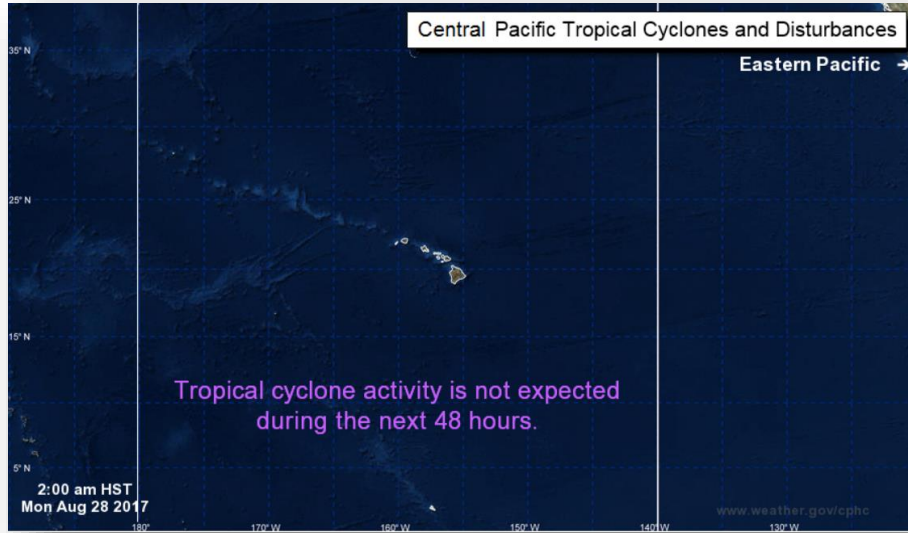 Central Pacific Tropical Cyclones and Disturbances
Eastern Pacific →
35° N
25° N
15° N
Tropical cyclone activity is not expected
during the next 48 hours.
5° N
2:00 am HST
Mon Aug 28 2017
www.weather.gov/cphc
180° 170° W 160° W 150° W 140° W 130° W